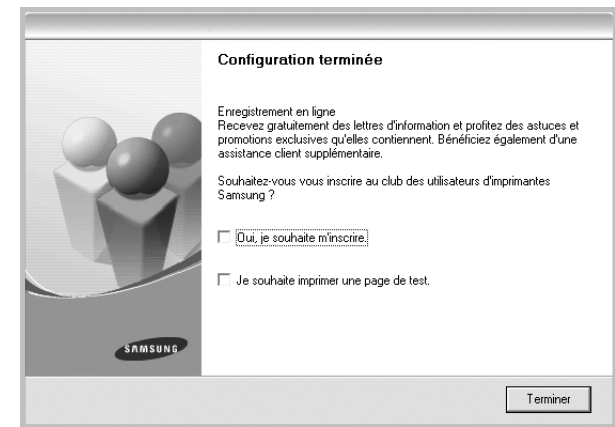 Configuration terminée
Enregistrement en ligne
Recevez gratuitement des lettres d'information et profitez des astuces et
promotions exclusives qu'elles contiennent. Bénéficiez également d'une
assistance client supplémentaire.
Souhaitez-vous vous inscrire au club des utilisateurs d'imprimantes
Samsung ?
Oui, je souhaite m'inscrire.
Je souhaite imprimer une page de test.
SAMSUNG
Terminer